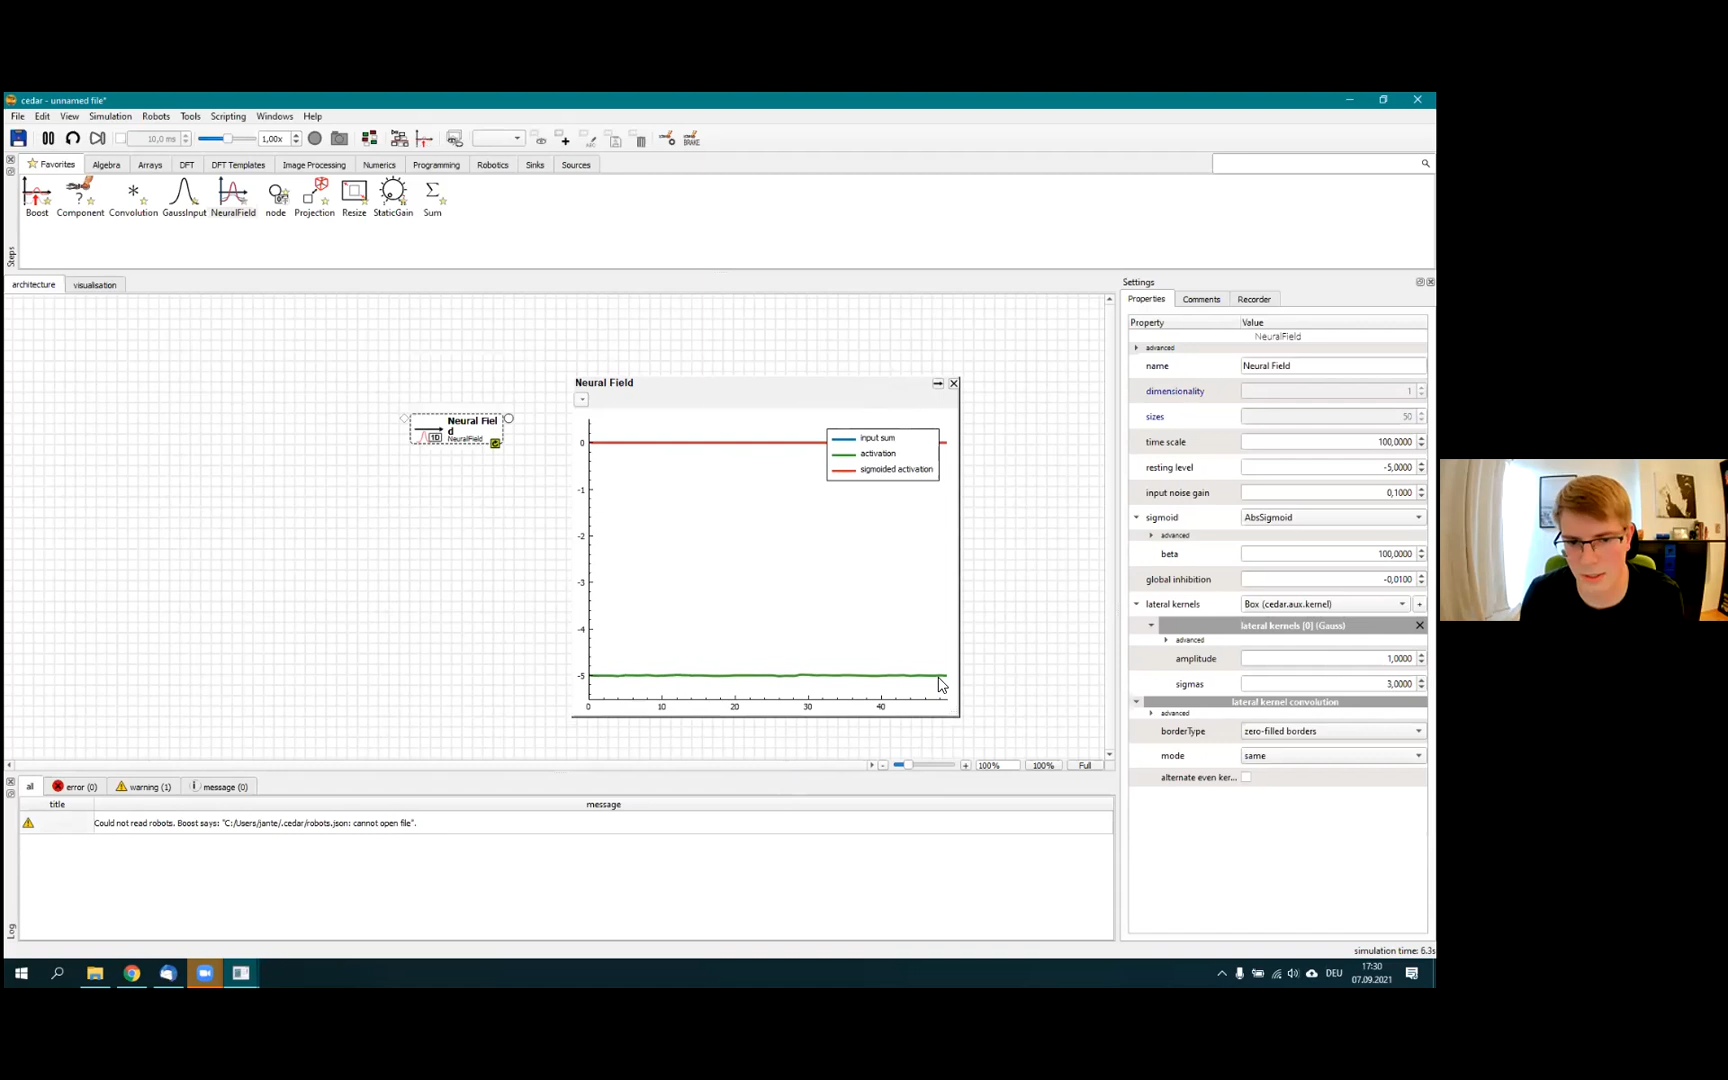 cedar - unnamed file*
File Edit View Simulation Robots Tools Scripting Windows Help
10,0 ms 1,00x BRAKE
Favorites Algebra Arrays DFT DFT Templates Image Processing Numerics Programming Robotics Sinks Sources
Boost Component Convolution GaussInput NeuralField node Projection Resize StaticGain Sum
Steps
architecture visualisation
Neural Fiel
d
NeuralField
1D
Neural Field
input sum
activation
sigmoided activation
0
-1
-2
-3
-4
-5
0 10 20 30 40
- + 100% 100% Full
Settings
Properties Comments Recorder
Property Value
NeuralField
advanced
name Neural Field
dimensionality 1
sizes 50
time scale 100,0000
resting level -5,0000
input noise gain 0,1000
sigmoid AbsSigmoid
advanced
beta 100,0000
global inhibition -0,0100
lateral kernels Box (cedar.aux.kernel) +
lateral kernels [0] (Gauss)
advanced
amplitude 1,0000
sigmas 3,0000
lateral kernel convolution
advanced
borderType zero-filled borders
mode same
alternate even ker...
all error (0) warning (1) message (0)
title message
Could not read robots. Boost says: "C:/Users/jante/.cedar/robots.json: cannot open file".
Log
simulation time: 6.3s
DEU
17:30
07.09.2021